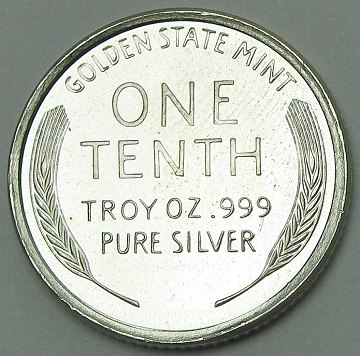 GOLDEN STATE MINT
ONE
TENTH
TROY OZ .999
PURE SILVER